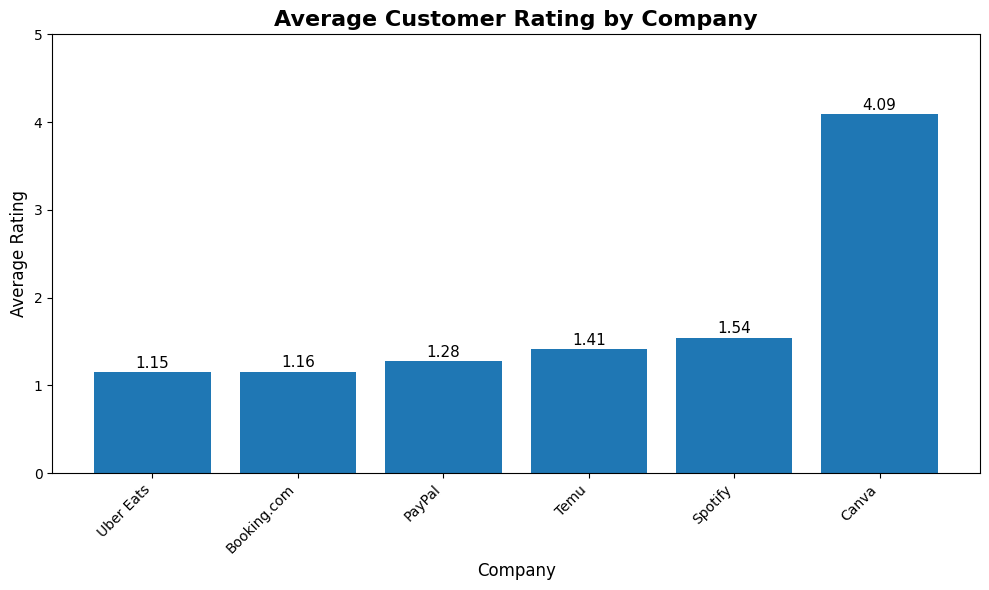 Average Customer Rating by Company
Average Rating
5
4
3
2
1
0
1.15
1.16
1.28
1.41
1.54
4.09
Uber Eats
Booking.com
PayPal
Temu
Spotify
Canva
Company